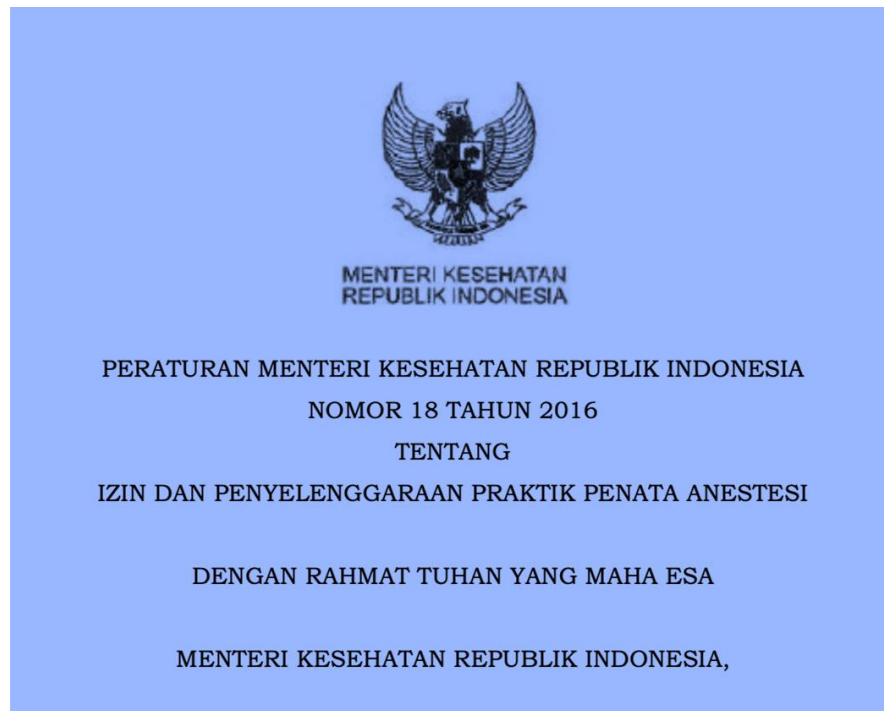 MENTERI KESEHATAN
REPUBLIK INDONESIA
PERATURAN MENTERI KESEHATAN REPUBLIK INDONESIA
NOMOR 18 TAHUN 2016
TENTANG
IZIN DAN PENYELENGGARAAN PRAKTIK PENATA ANESTESI
DENGAN RAHMAT TUHAN YANG MAHA ESA
MENTERI KESEHATAN REPUBLIK INDONESIA,